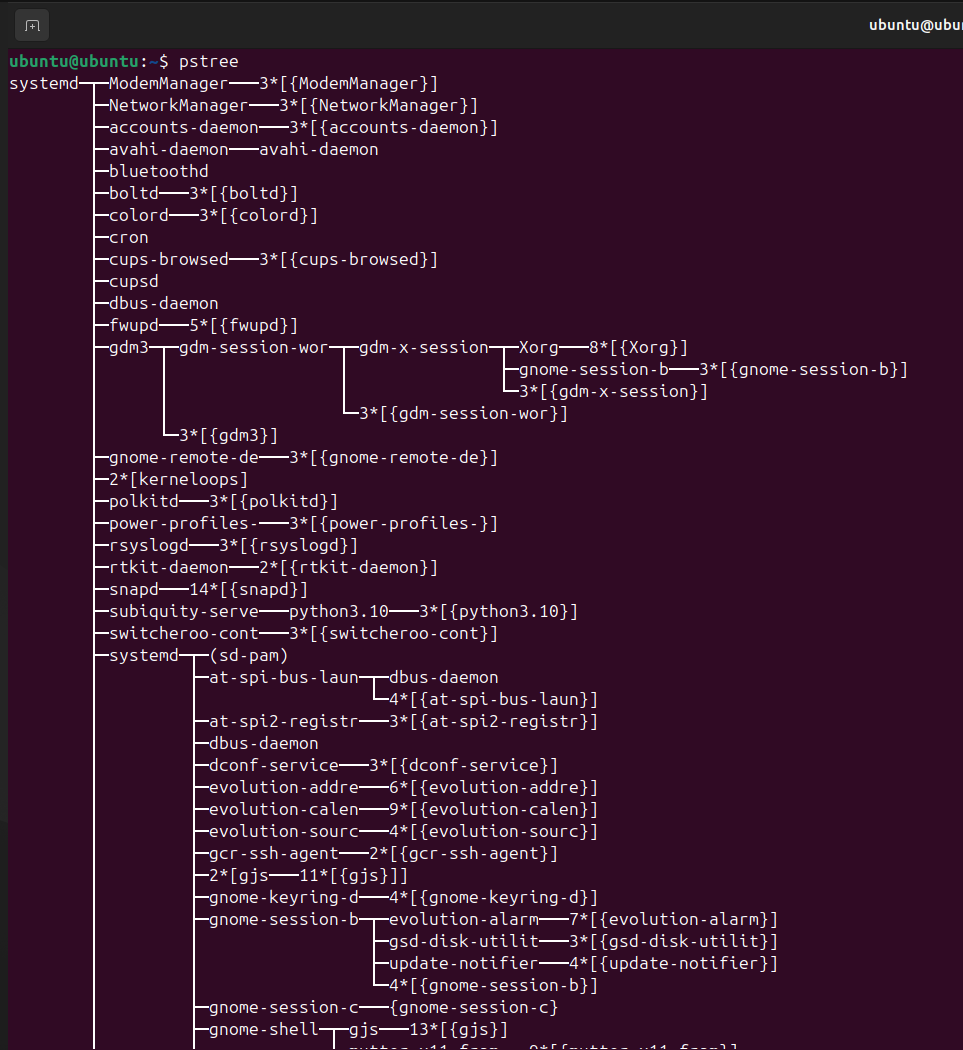 ubuntu@ubu
ubuntu@ubuntu:~$ pstree
systemd─┬─ModemManager───3*[{ModemManager}]
        ├─NetworkManager───3*[{NetworkManager}]
        ├─accounts-daemon───3*[{accounts-daemon}]
        ├─avahi-daemon───avahi-daemon
        ├─bluetoothd
        ├─boltd───3*[{boltd}]
        ├─colord───3*[{colord}]
        ├─cron
        ├─cups-browsed───3*[{cups-browsed}]
        ├─cupsd
        ├─dbus-daemon
        ├─fwupd───5*[{fwupd}]
        ├─gdm3─┬─gdm-session-wor─┬─gdm-x-session─┬─Xorg───8*[{Xorg}]
        │      │                 │               ├─gnome-session-b───3*[{gnome-session-b}]
        │      │                 │               └─3*[{gdm-x-session}]
        │      │                 └─3*[{gdm-session-wor}]
        │      └─3*[{gdm3}]
        ├─gnome-remote-de───3*[{gnome-remote-de}]
        ├─2*[kerneloops]
        ├─polkitd───3*[{polkitd}]
        ├─power-profiles-───3*[{power-profiles-}]
        ├─rsyslogd───3*[{rsyslogd}]
        ├─rtkit-daemon───2*[{rtkit-daemon}]
        ├─snapd───14*[{snapd}]
        ├─subiquity-serve───python3.10───3*[{python3.10}]
        ├─switcheroo-cont───3*[{switcheroo-cont}]
        ├─systemd─┬─(sd-pam)
        │         ├─at-spi-bus-laun─┬─dbus-daemon
        │         │                 └─4*[{at-spi-bus-laun}]
        │         ├─at-spi2-registr───3*[{at-spi2-registr}]
        │         ├─dbus-daemon
        │         ├─dconf-service───3*[{dconf-service}]
        │         ├─evolution-addre───6*[{evolution-addre}]
        │         ├─evolution-calen───9*[{evolution-calen}]
        │         ├─evolution-sourc───4*[{evolution-sourc}]
        │         ├─gcr-ssh-agent───2*[{gcr-ssh-agent}]
        │         ├─2*[gjs───11*[{gjs}]]
        │         ├─gnome-keyring-d───4*[{gnome-keyring-d}]
        │         ├─gnome-session-b─┬─evolution-alarm───7*[{evolution-alarm}]
        │         │                 ├─gsd-disk-utilit───3*[{gsd-disk-utilit}]
        │         │                 ├─update-notifier───4*[{update-notifier}]
        │         │                 └─4*[{gnome-session-b}]
        │         ├─gnome-session-c───{gnome-session-c}
        │         ├─gnome-shell─┬─gjs───13*[{gjs}]